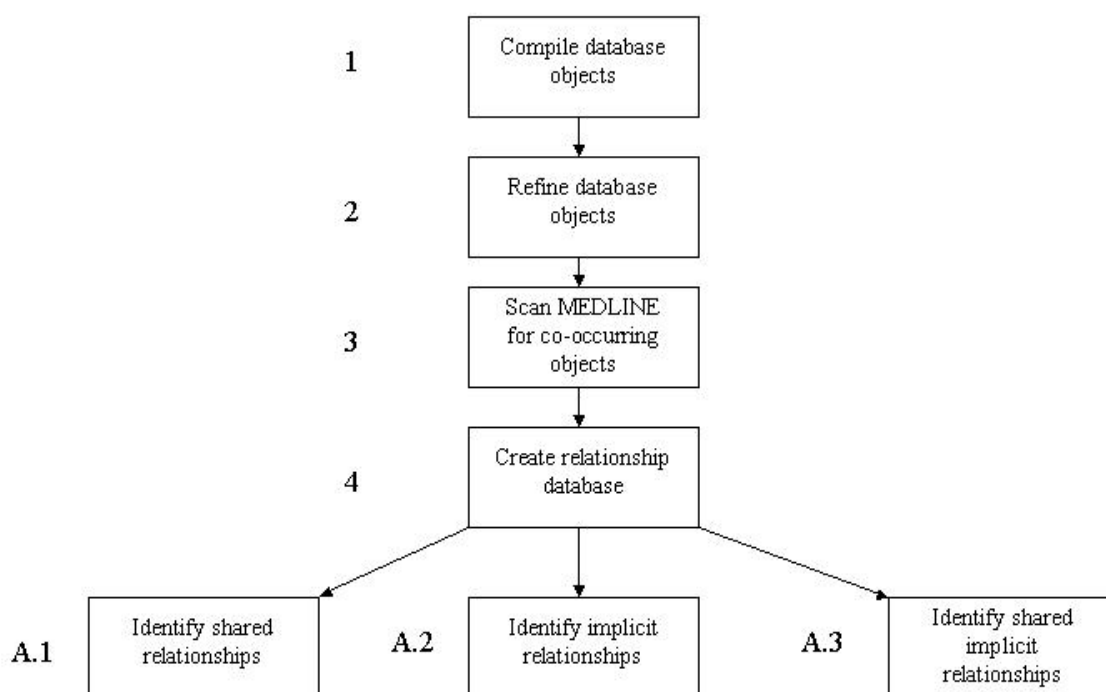 1
Compile database
objects
2
Refine database
objects
3
Scan MEDLINE
for co-occurring
objects
4
Create relationship
database
A.1
Identify shared
relationships
A.2
Identify implicit
relationships
A.3
Identify shared
implicit
relationships